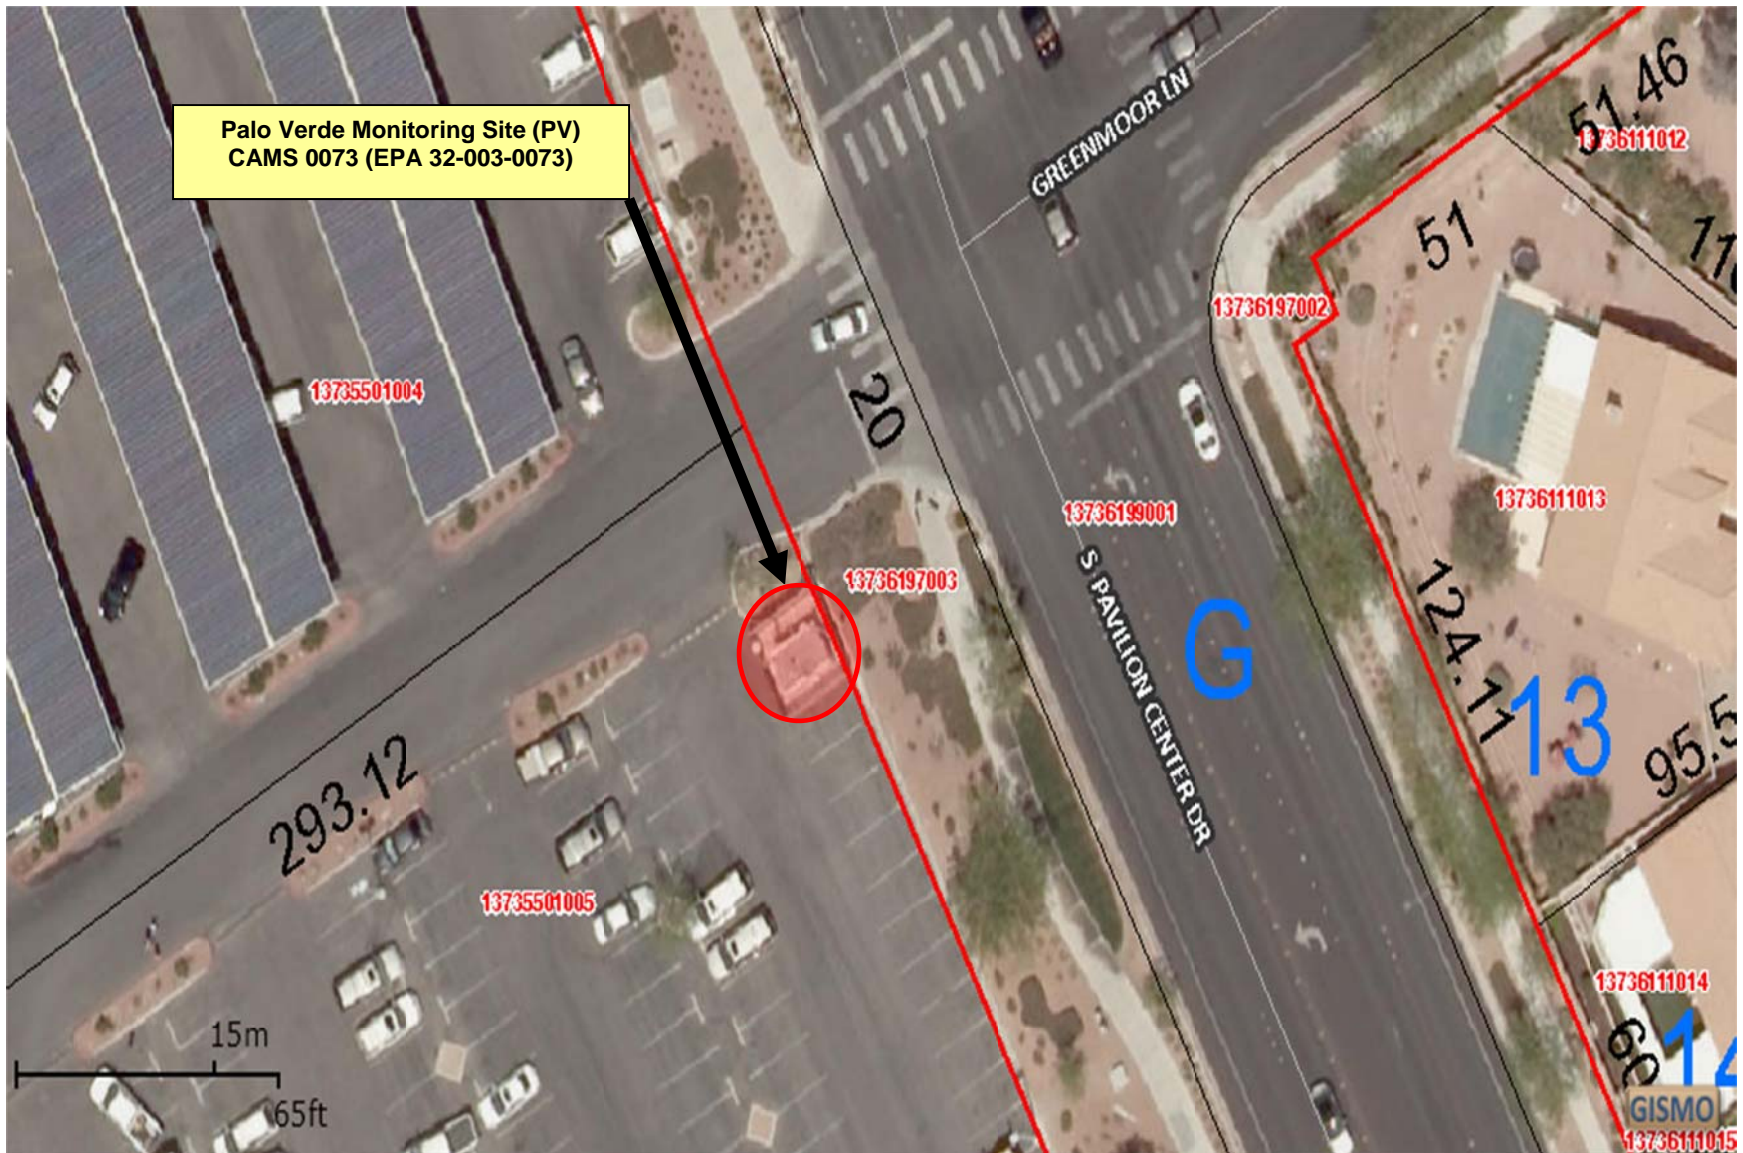 Palo Verde Monitoring Site (PV)
CAMS 0073 (EPA 32-003-0073)
GREENMOOR LN
51.46
13736111012
51
110
13736197002
13735501004
20
13736199001
13736111013
13736197003
S PAVILION CENTER DR
G
124.11
13
95.5
293.12
13735501005
13736111014
60
14
15m
65ft
GISMO
13736111015